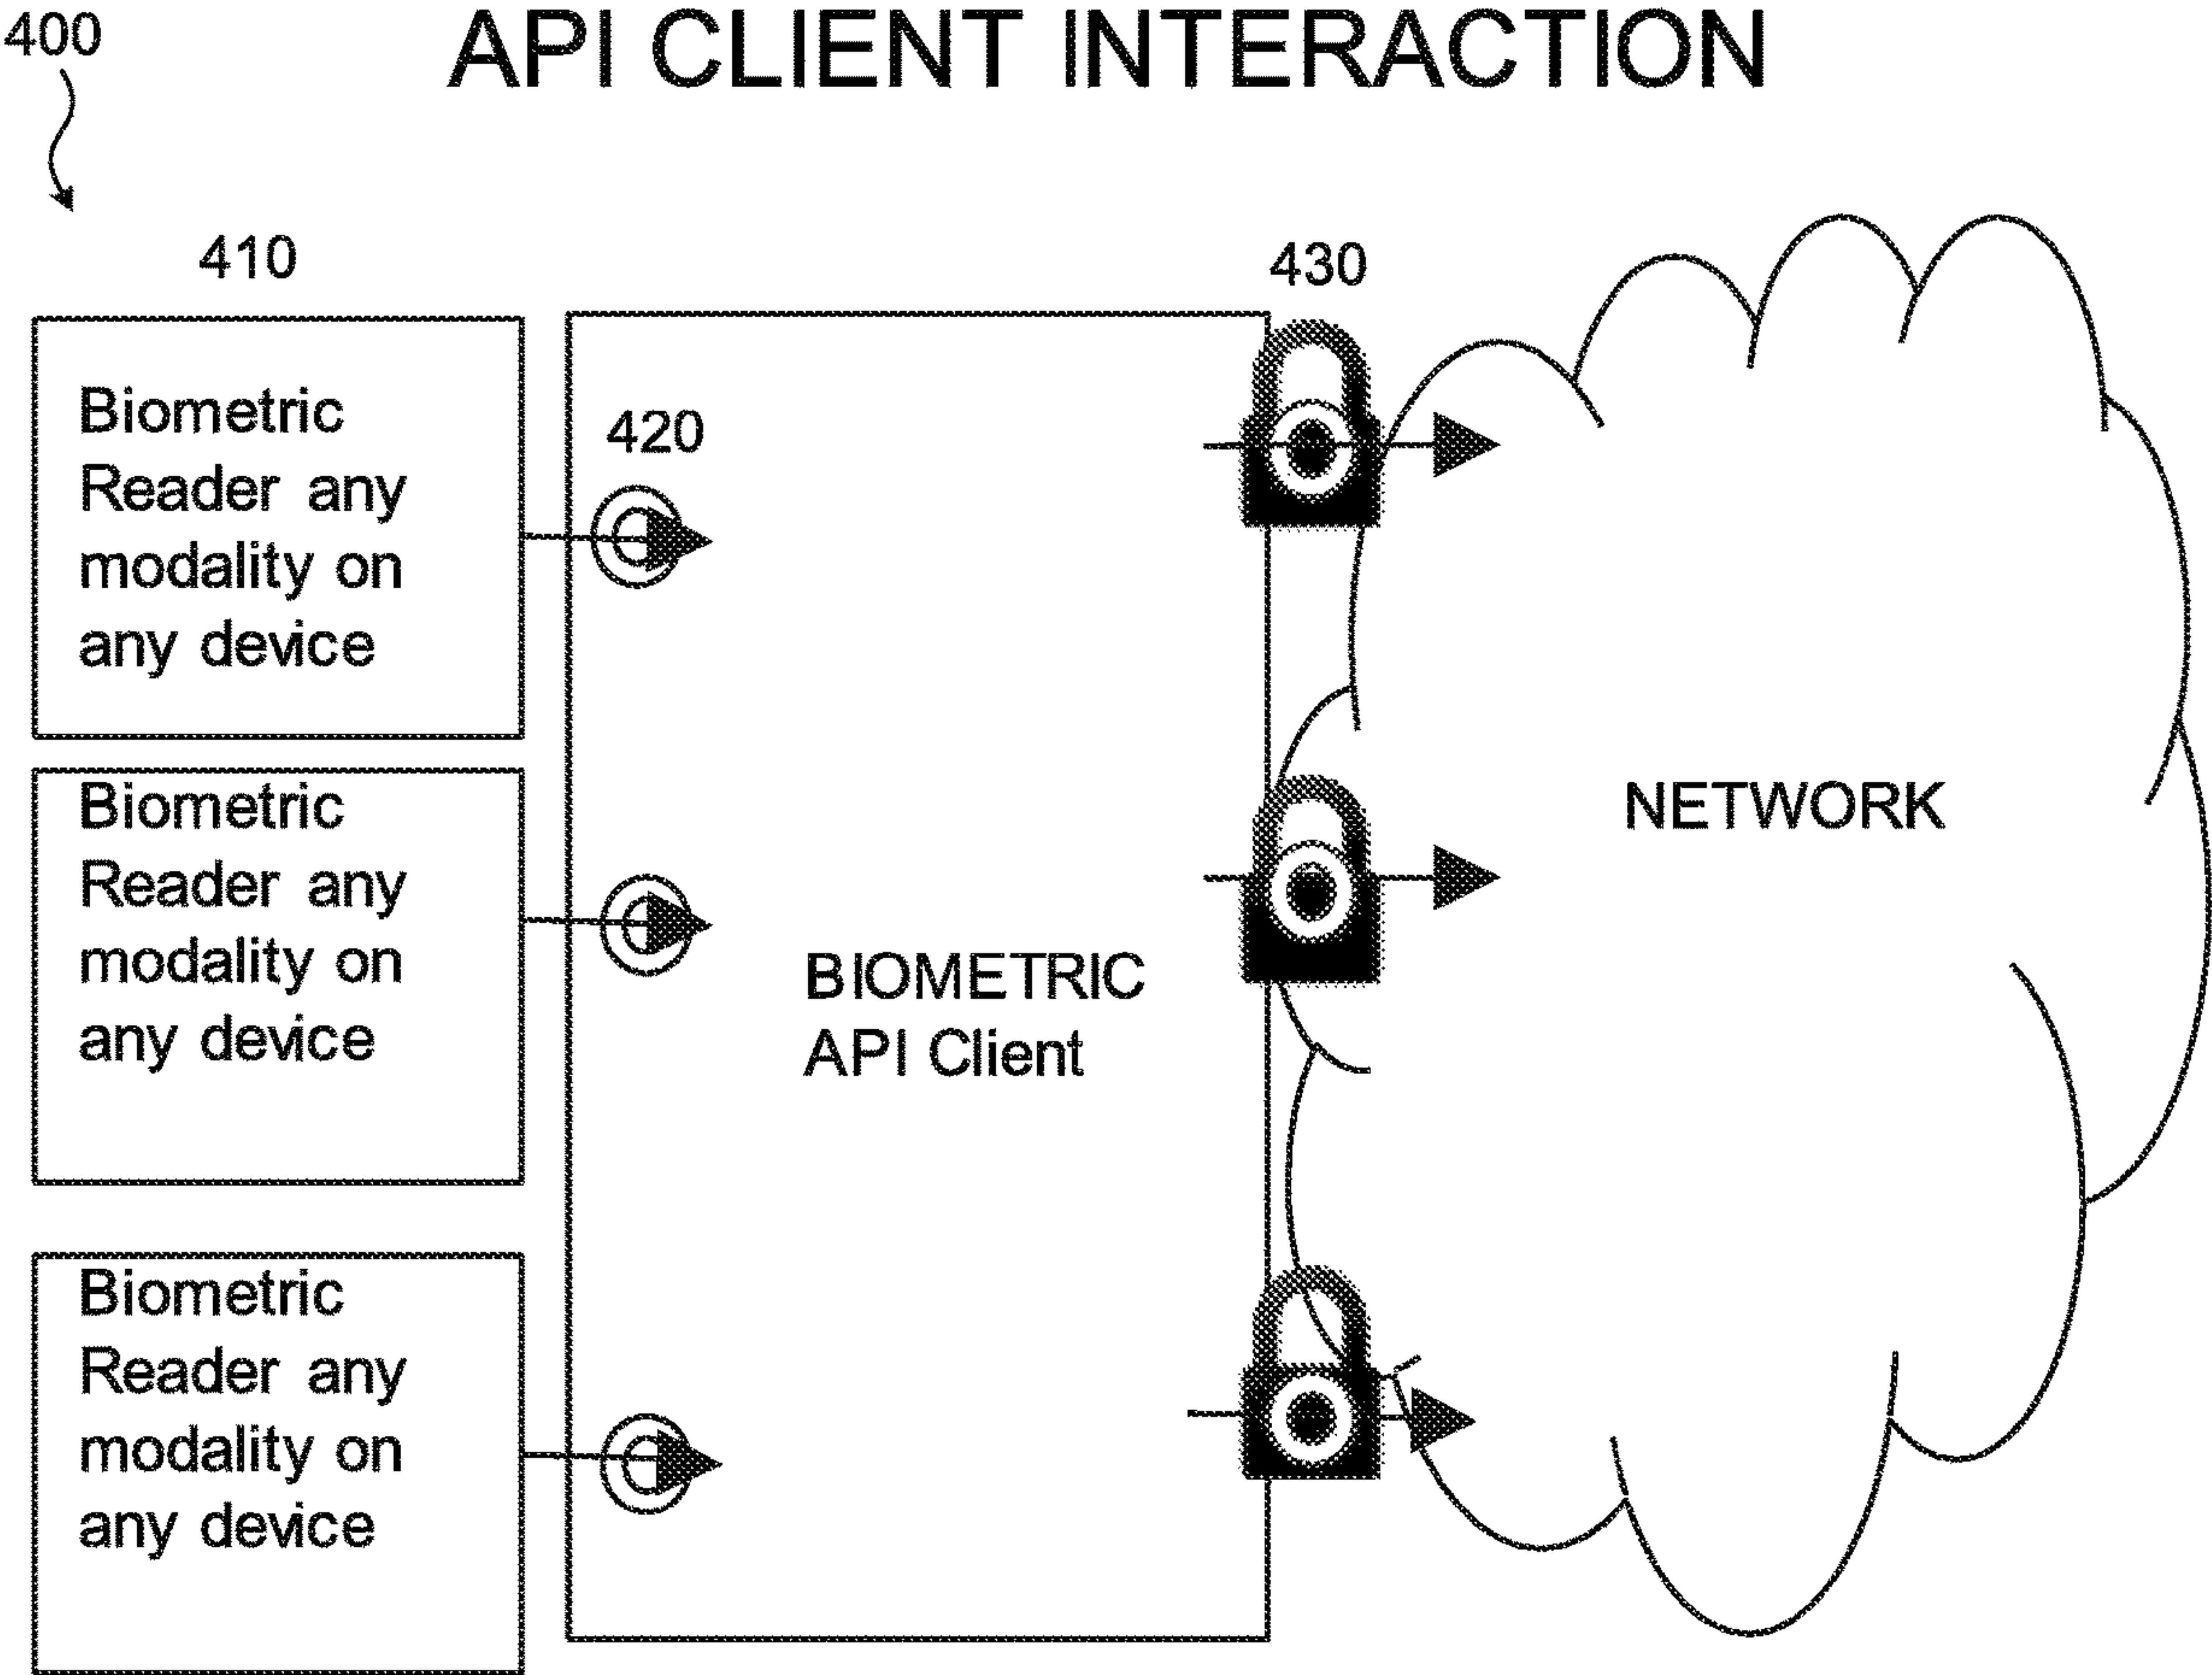 400
API CLIENT INTERACTION
410
430
Biometric
Reader any
modality on
any device
420
Biometric
Reader any
modality on
any device
BIOMETRIC
API Client
NETWORK
Biometric
Reader any
modality on
any device